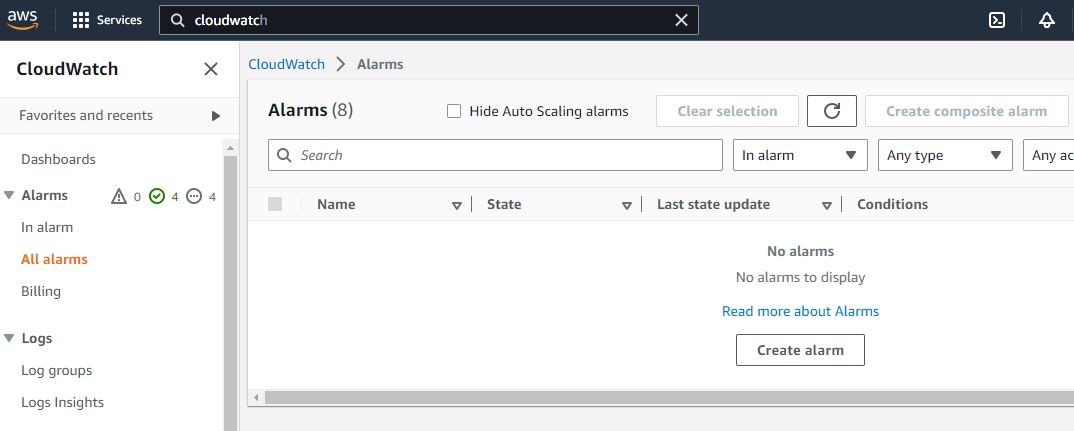 aws Services cloudwatch
CloudWatch
CloudWatch > Alarms
Favorites and recents
Alarms (8) Hide Auto Scaling alarms Clear selection Create composite alarm
Search In alarm Any type Any ac
Dashboards
Alarms 0 4 4
In alarm
All alarms
Billing
Logs
Log groups
Logs Insights
Name State Last state update Conditions
No alarms
No alarms to display
Read more about Alarms
Create alarm